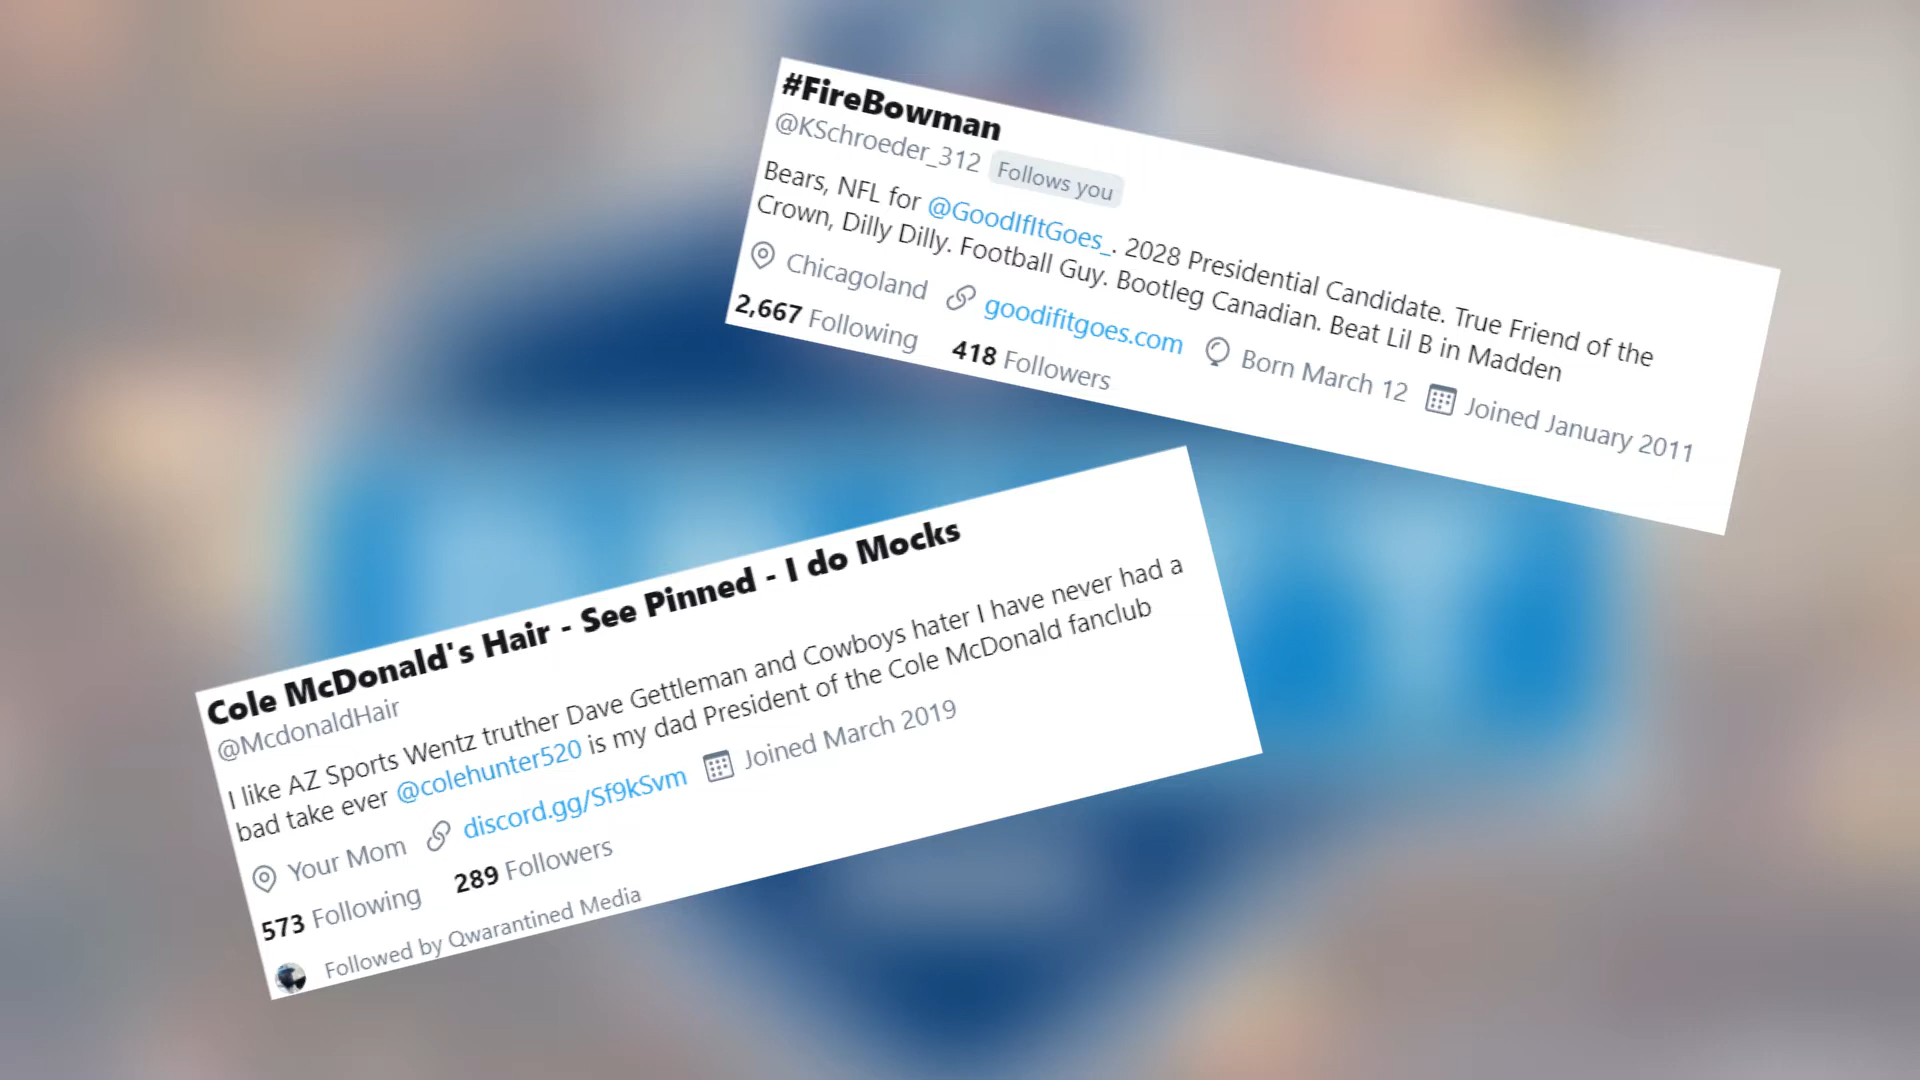 #FireBowman
@KSchroeder_312 Follows you
Bears, NFL for @GoodIfItGoes_. 2028 Presidential Candidate. True Friend of the
Crown, Dilly Dilly. Football Guy. Bootleg Canadian. Beat Lil B in Madden
Chicagoland goodifitgoes.com Born March 12 Joined January 2011
2,667 Following 418 Followers
Cole McDonald's Hair - See Pinned - I do Mocks
@McdonaldHair
I like AZ Sports Wentz truther Dave Gettleman and Cowboys hater I have never had a
bad take ever @colehunter520 is my dad President of the Cole McDonald fanclub
Your Mom discord.gg/Sf9kSvm Joined March 2019
573 Following 289 Followers
Followed by Qwarantined Media